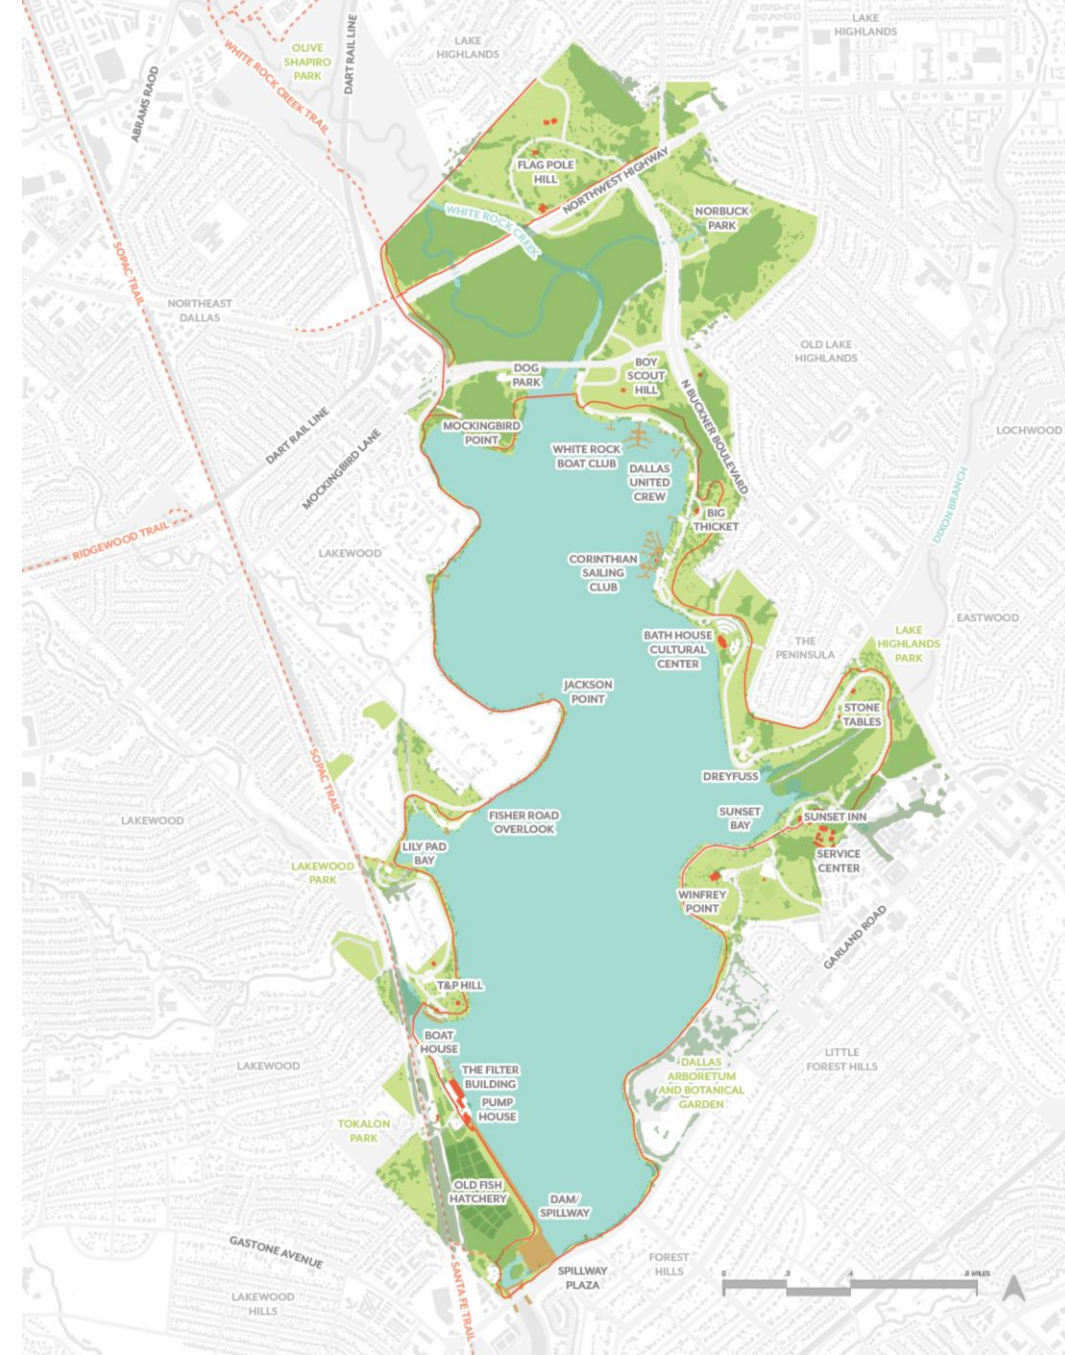 LAKE
HIGHLANDS
LAKE
HIGHLANDS
OLIVE
SHAPIRO
PARK
DART RAIL LINE
WHITE ROCK CREEK TRAIL
ABRAMS RAOD
FLAG POLE
HILL
NORTHWEST HIGHWAY
NORBUCK
PARK
WHITE ROCK CREEK
SOPAC TRAIL
NORTHEAST
DALLAS
OLD LAKE
HIGHLANDS
DOG
PARK
BOY
SCOUT
HILL
N BUCKNER BOULEVARD
MOCKINGBIRD
POINT
LOCHWOOD
DART RAIL LINE
MOCKINGBIRD LANE
WHITE ROCK
BOAT CLUB
DALLAS
UNITED
CREW
DIXON BRANCH
BIG
THICKET
RIDGEWOOD TRAIL
LAKEWOOD
CORINTHIAN
SAILING
CLUB
EASTWOOD
BATH HOUSE
CULTURAL
CENTER
THE
PENINSULA
LAKE
HIGHLANDS
PARK
JACKSON
POINT
STONE
TABLES
SOPAC TRAIL
DREYFUSS
LAKEWOOD
FISHER ROAD
OVERLOOK
SUNSET
BAY
SUNSET INN
LILY PAD
BAY
SERVICE
CENTER
LAKEWOOD
PARK
WINFREY
POINT
GARLAND ROAD
T&P HILL
BOAT
HOUSE
LAKEWOOD
THE FILTER
BUILDING
PUMP
HOUSE
LITTLE
FOREST HILLS
DALLAS
ARBORETUM
AND BOTANICAL
GARDEN
TOKALON
PARK
OLD FISH
HATCHERY
DAM/
SPILLWAY
GASTONE AVENUE
FOREST
HILLS
SPILLWAY
PLAZA
LAKEWOOD
HILLS
SANTA FE TRAIL
0
.8 MILES